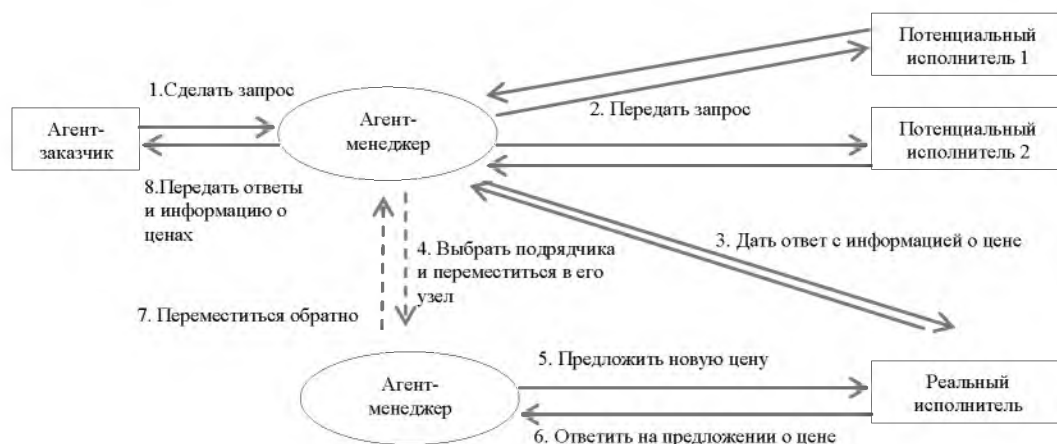 Потенциальный
исполнитель 1
1.Сделать запрос
Агент-
менеджер
2. Передать запрос
Агент-
заказчик
Потенциальный
исполнитель 2
8.Передать ответы
и информацию о
ценах
3. Дать ответ с информацией о цене
4. Выбрать подрядчика
и переместиться в его
узел
7. Переместиться обратно
5. Предложить новую цену
Агент-
менеджер
Реальный
исполнитель
6. Ответить на предложении о цене